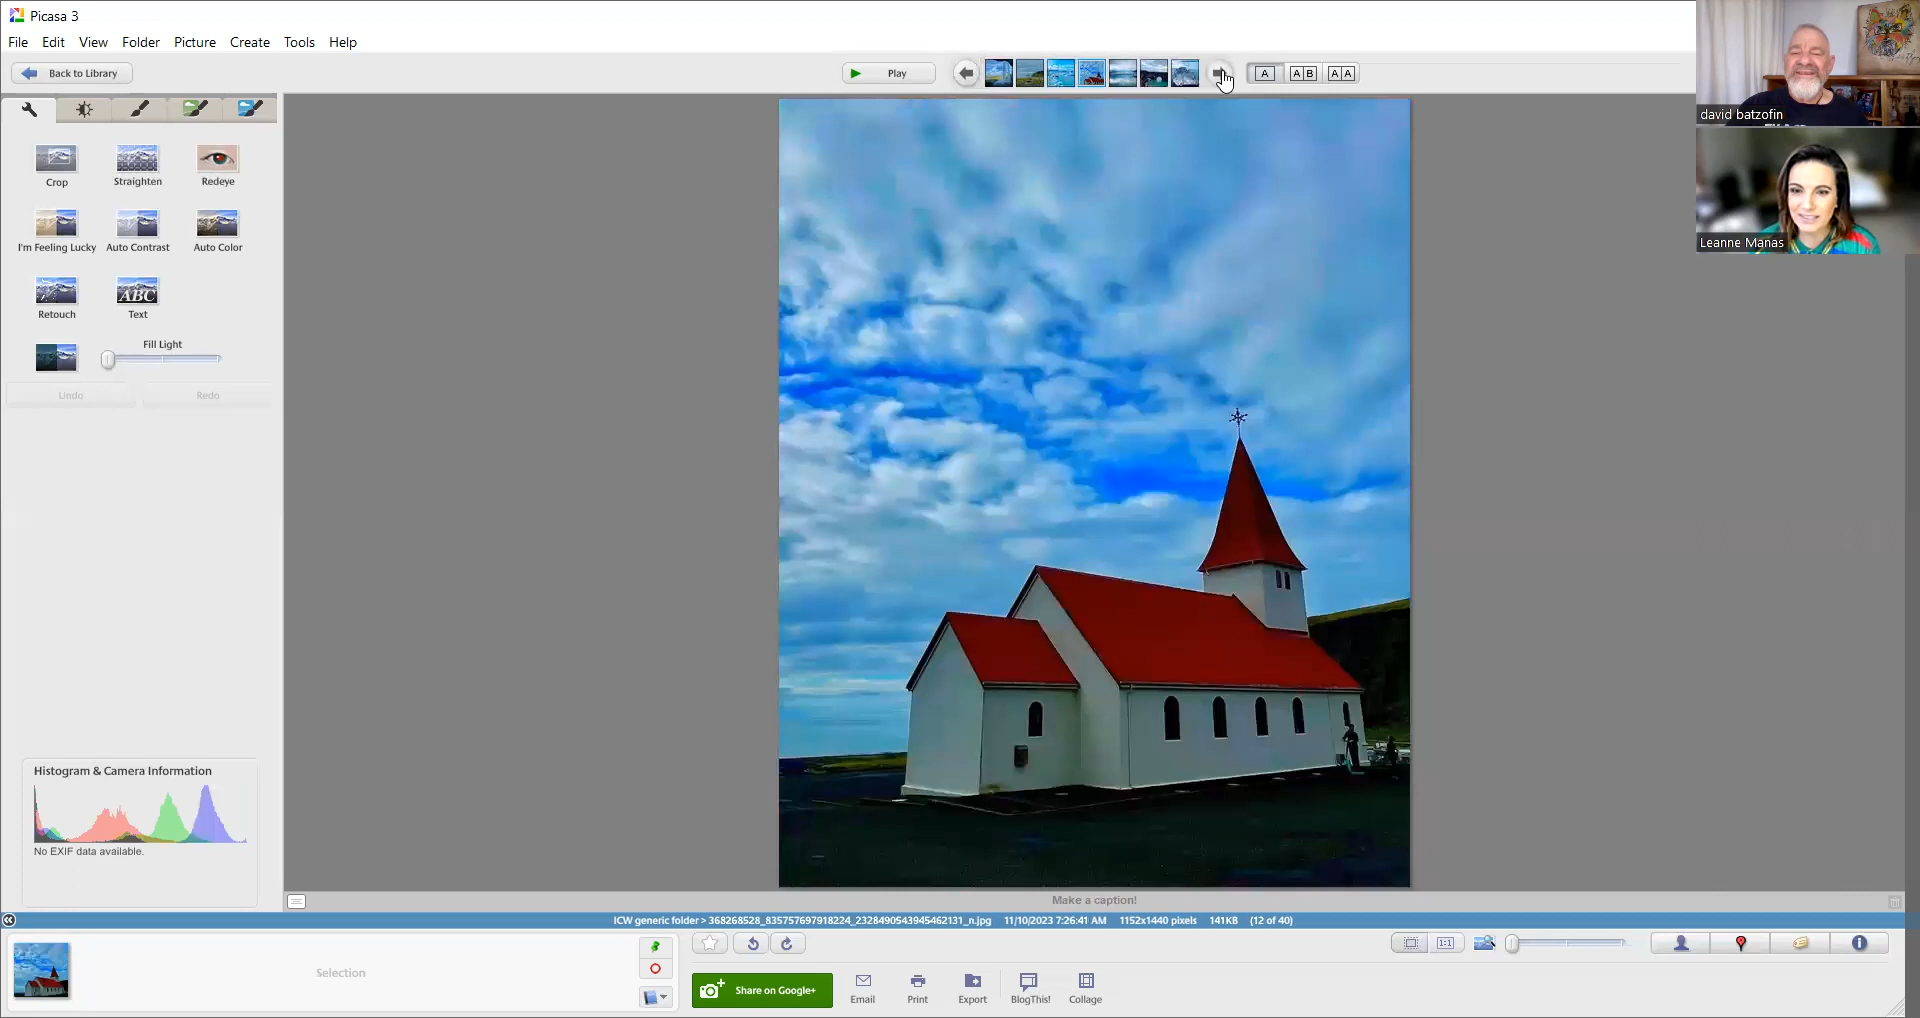 Picasa 3
File Edit View Folder Picture Create Tools Help
Back to Library
Play
A A B A A
david batzofin
Leanne Manas
Crop Straighten Redeye
I'm Feeling Lucky Auto Contrast Auto Color
Retouch Text
ABC
Fill Light
Undo Redo
Histogram & Camera Information
No EXIF data available.
Make a caption!
ICW generic folder > 368268528_835757697918224_2328490543945462131_n.jpg 11/10/2023 7:26:41 AM 1152x1440 pixels 141KB (12 of 40)
Selection
1:1
Share on Google+
Email Print Export BlogThis! Collage